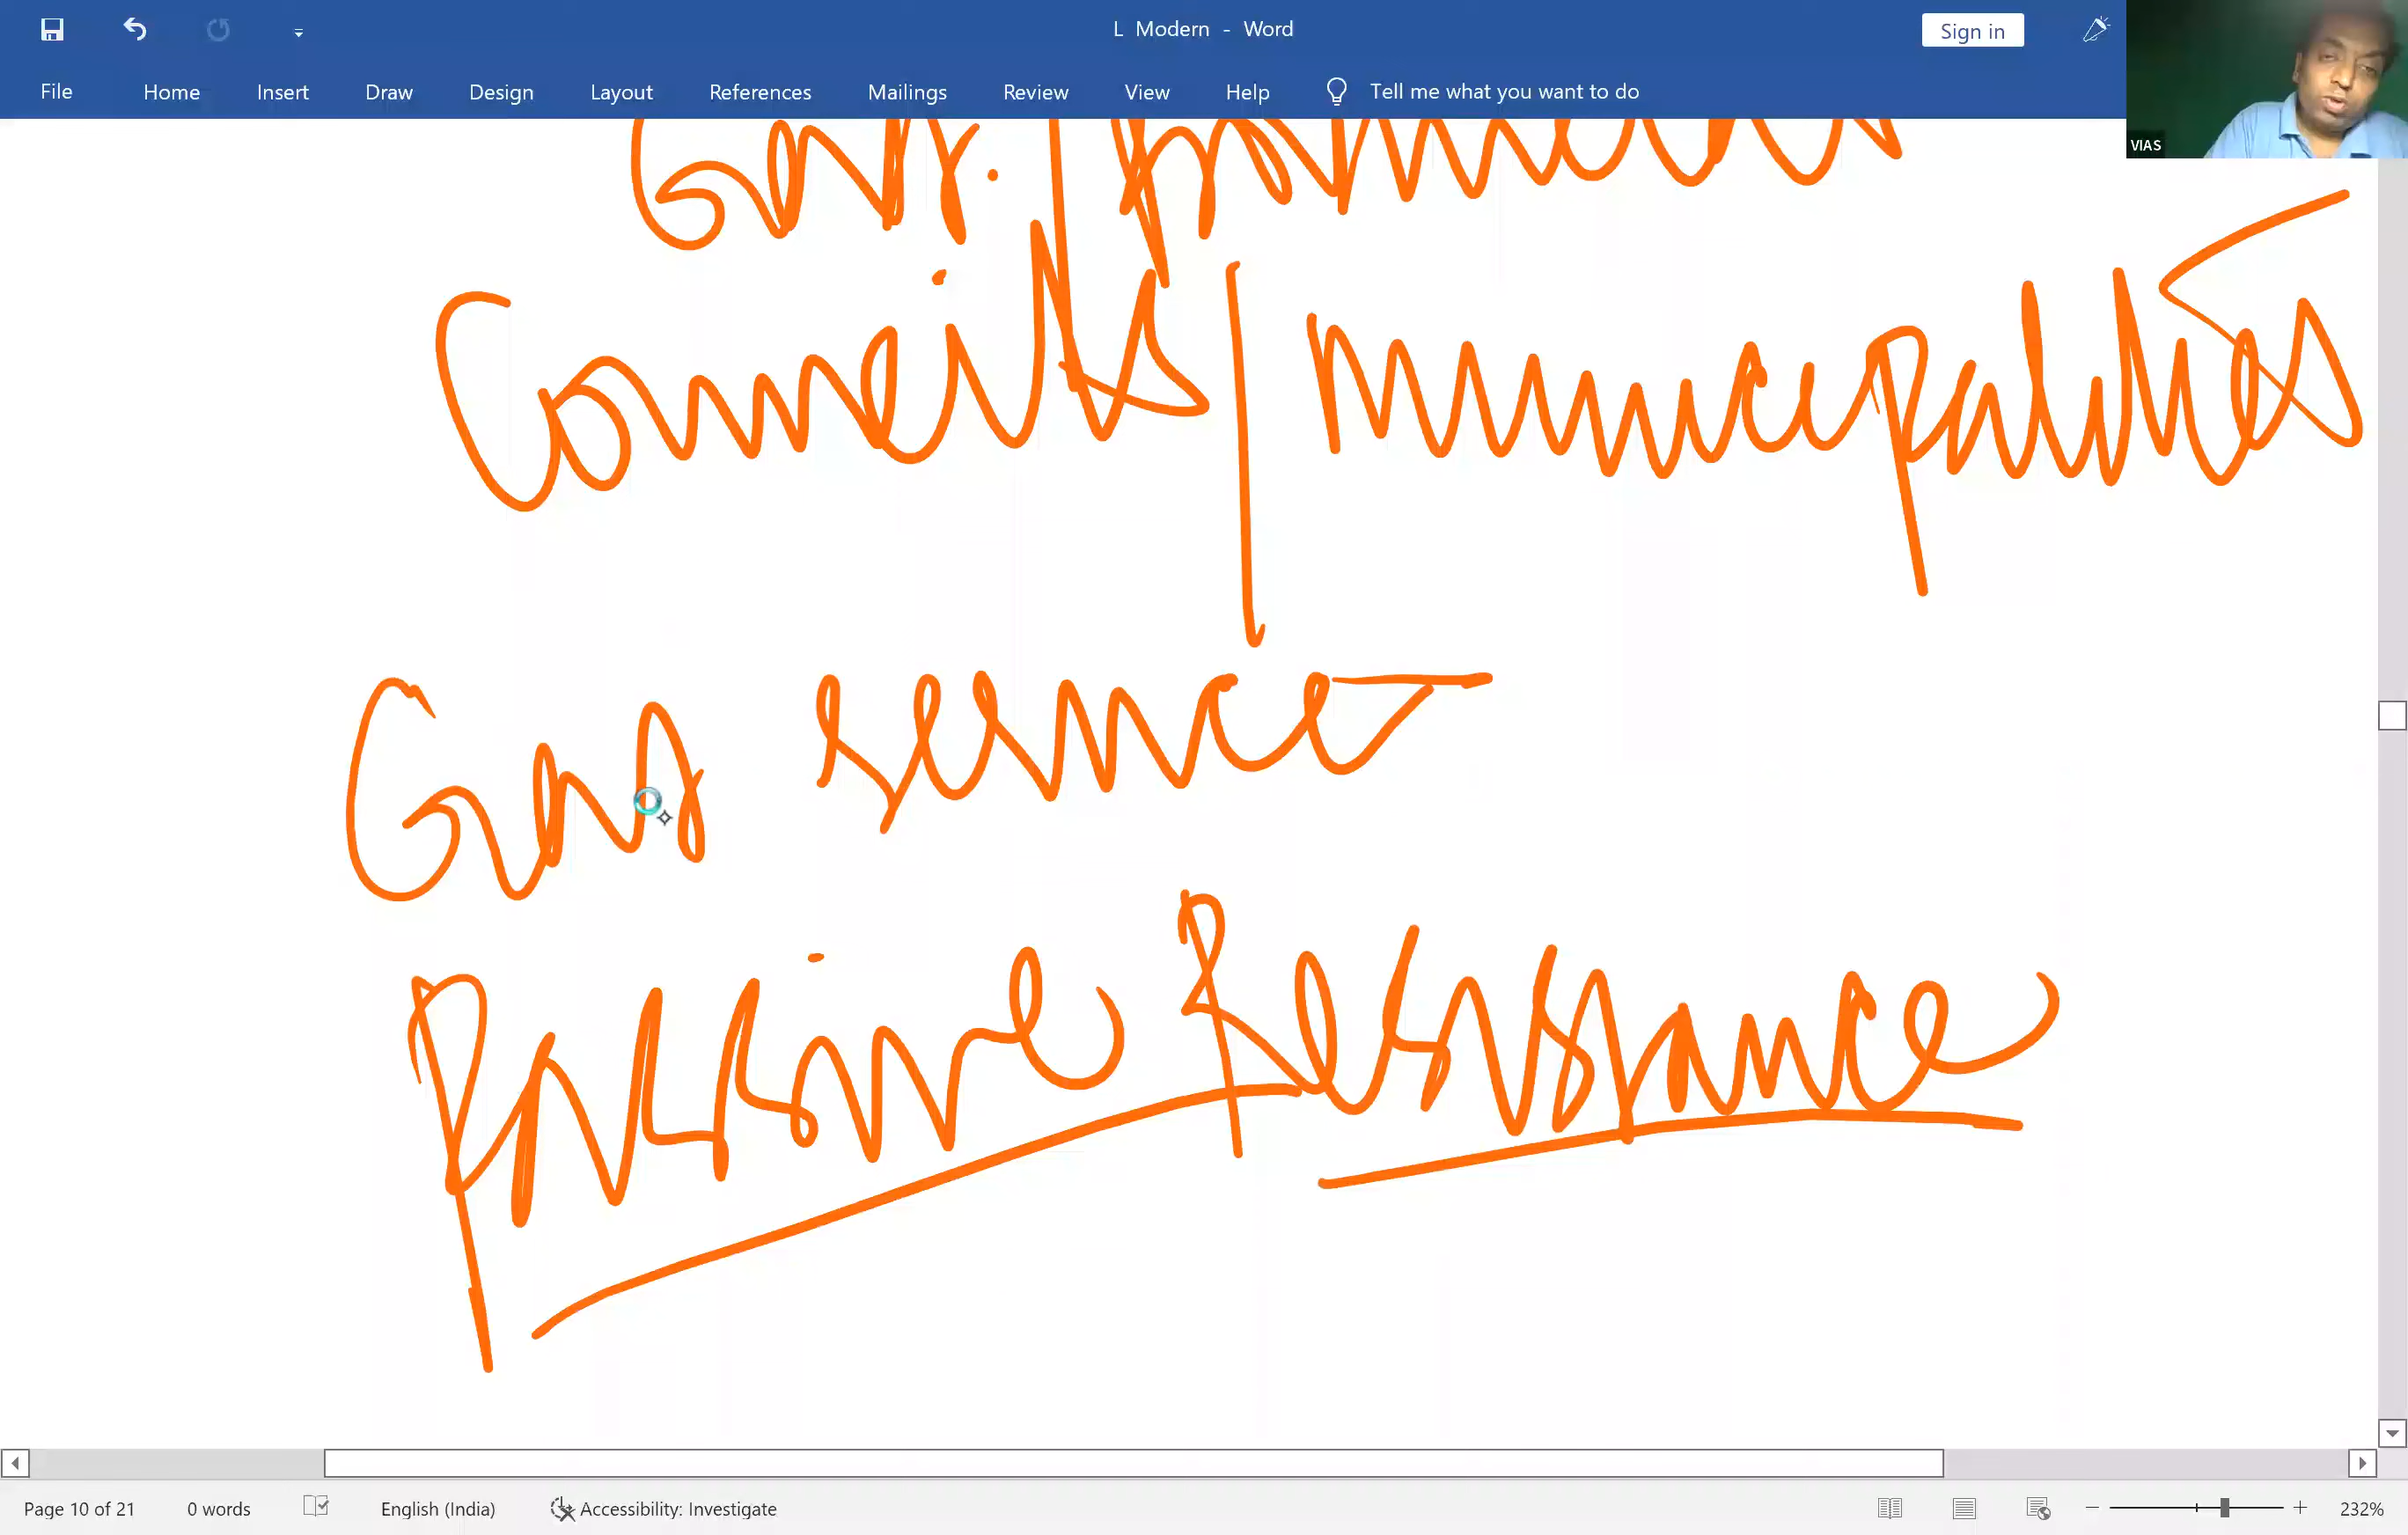 L Modern - Word
Sign in
File Home Insert Draw Design Layout References Mailings Review View Help Tell me what you want to do
VIAS
Govt.
Councils / municipalities
Govt service
Passive Resistance
Page 10 of 21 0 words English (India) Accessibility: Investigate 232%